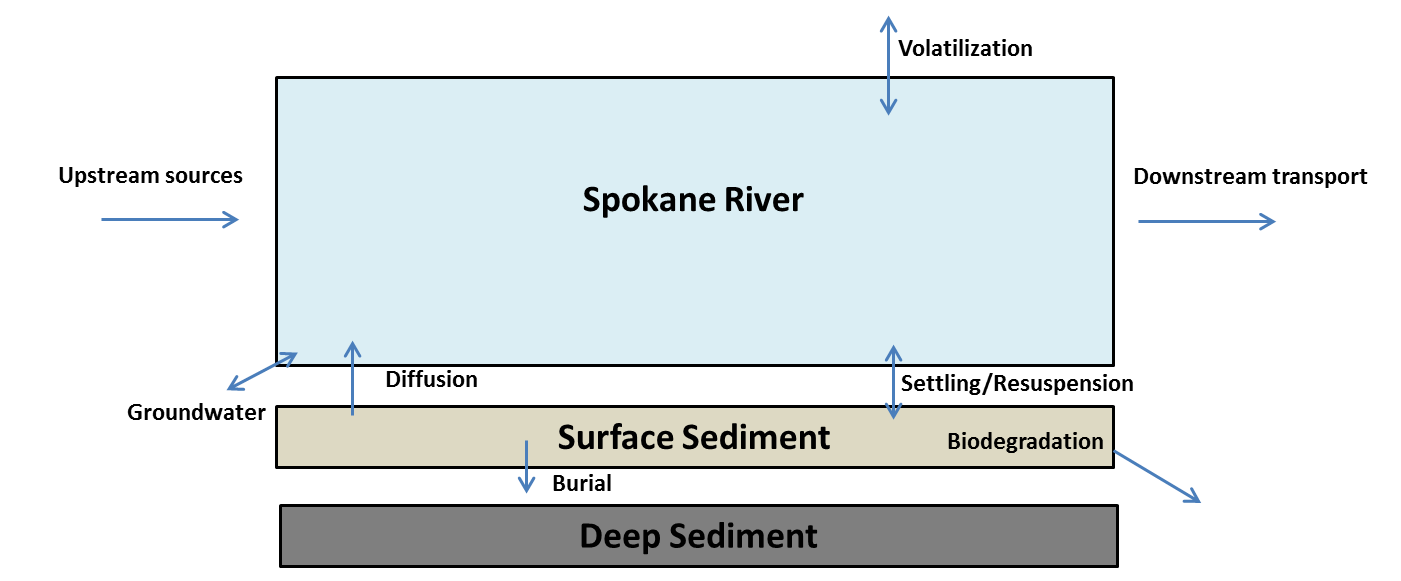 Volatilization
Upstream sources
Downstream transport
Spokane River
Diffusion
Settling/Resuspension
Groundwater
Surface Sediment
Biodegradation
Burial
Deep Sediment